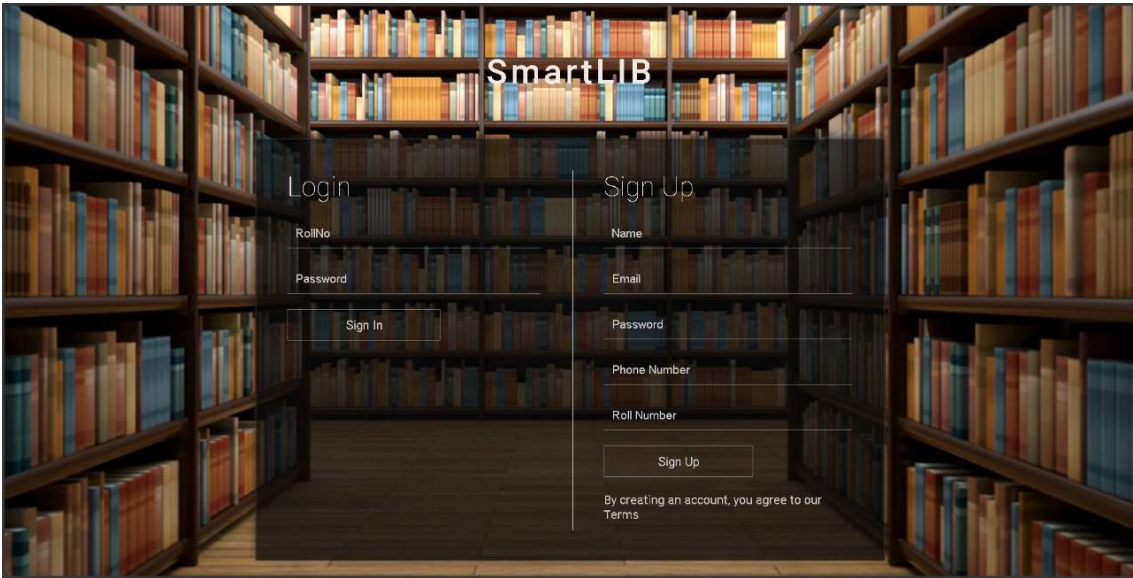 SmartLIB
Login
RollNo
Password
Sign In
Sign Up
Name
Email
Password
Phone Number
Roll Number
Sign Up
By creating an account, you agree to our
Terms